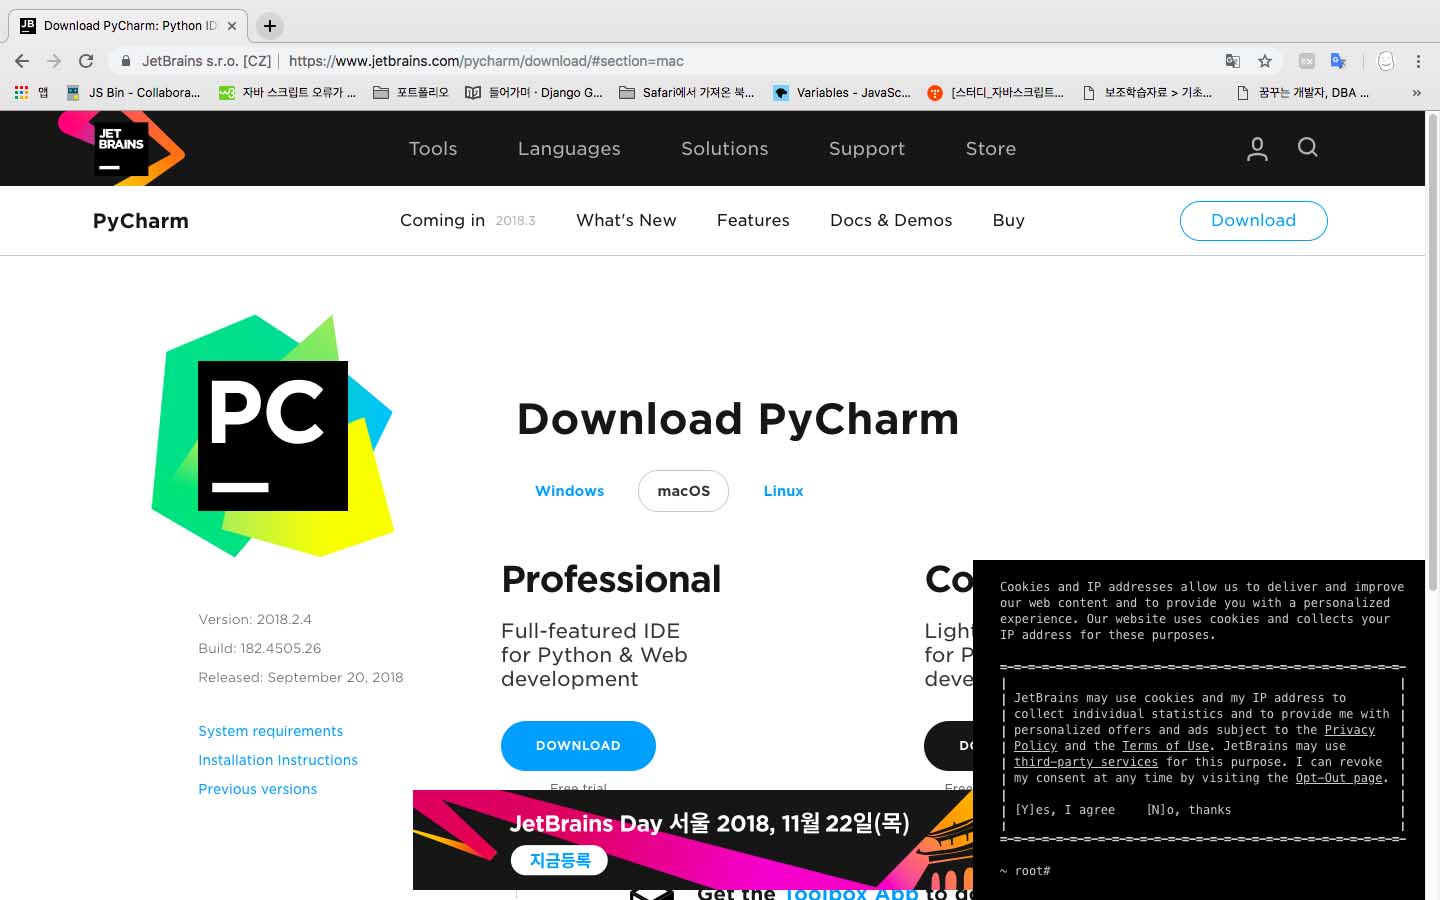 JB Download PyCharm: Python ID
JetBrains s.r.o. [CZ] https://www.jetbrains.com/pycharm/download/#section=mac
앱 JS Bin - Collabora... 자바 스크립트 오류가 ... 포트폴리오 들어가며 · Django G... Safari에서 가져온 북... Variables - JavaSc... [스터디_자바스크립트... 보조학습자료 > 기초... 꿈꾸는 개발자, DBA ... »
JET
BRAINS
Tools Languages Solutions Support Store
PyCharm Coming in 2018.3 What's New Features Docs & Demos Buy Download
PC
Download PyCharm
Windows macOS Linux
Professional
Full-featured IDE
for Python & Web
development
DOWNLOAD
Free trial
Co
Ligh
for P
deve
DO
Free
Version: 2018.2.4
Build: 182.4505.26
Released: September 20, 2018
System requirements
Installation Instructions
Previous versions
JetBrains Day 서울 2018, 11월 22일(목)
지금등록
Get the Toolbox App to do
Cookies and IP addresses allow us to deliver and improve
our web content and to provide you with a personalized
experience. Our website uses cookies and collects your
IP address for these purposes.
JetBrains may use cookies and my IP address to
collect individual statistics and to provide me with
personalized offers and ads subject to the Privacy
Policy and the Terms of Use. JetBrains may use
third-party services for this purpose. I can revoke
my consent at any time by visiting the Opt-Out page.
[Y]es, I agree [N]o, thanks
~ root#